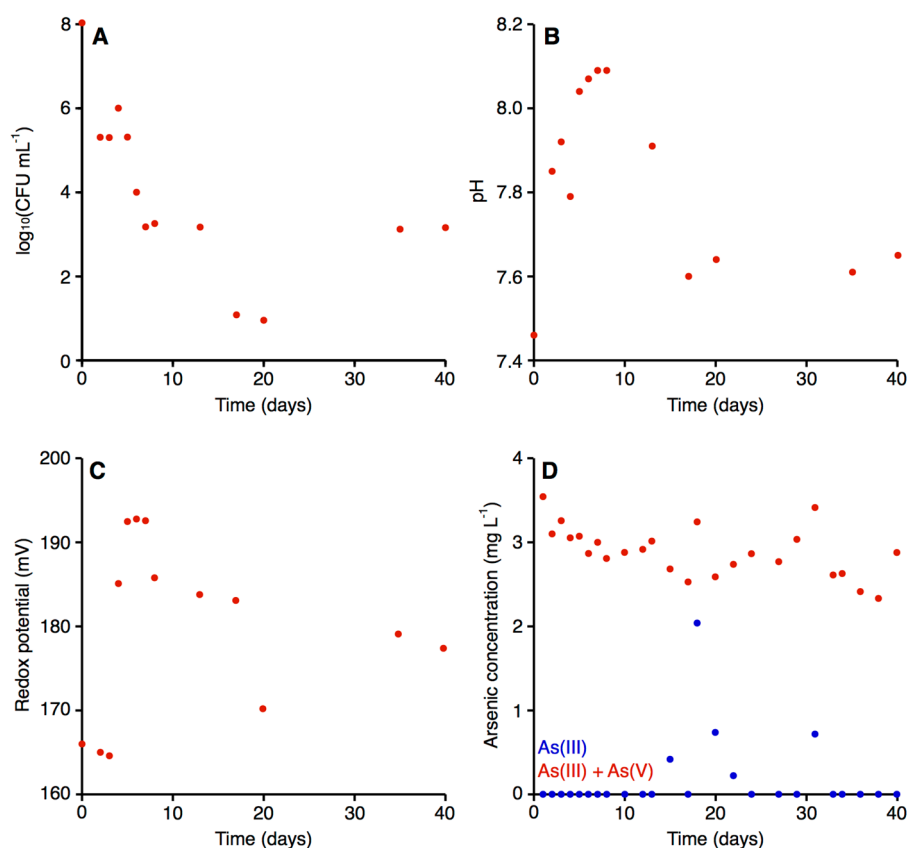 A
log₁₀(CFU mL⁻¹)
8
6
4
2
0
0 10 20 30 40
Time (days)
B
pH
8.2
8.0
7.8
7.6
7.4
0 10 20 30 40
Time (days)
C
Redox potential (mV)
200
190
180
170
160
0 10 20 30 40
Time (days)
D
Arsenic concentration (mg L⁻¹)
4
3
2
1
0
As(III)
As(III) + As(V)
0 10 20 30 40
Time (days)